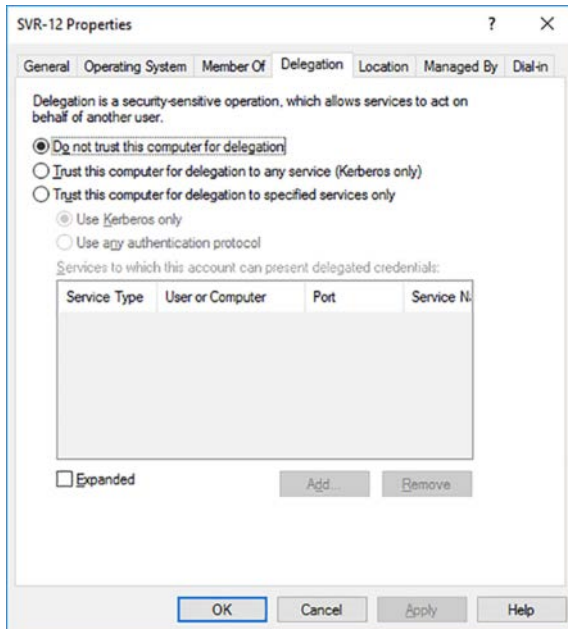 SVR-12 Properties
? ×
General Operating System Member Of Delegation Location Managed By Dial-in
Delegation is a security-sensitive operation, which allows services to act on
behalf of another user.
Do not trust this computer for delegation
Trust this computer for delegation to any service (Kerberos only)
Trust this computer for delegation to specified services only
Use Kerberos only
Use any authentication protocol
Services to which this account can present delegated credentials:
Service Type User or Computer Port Service Na
Expanded
Add... Remove
OK Cancel Apply Help